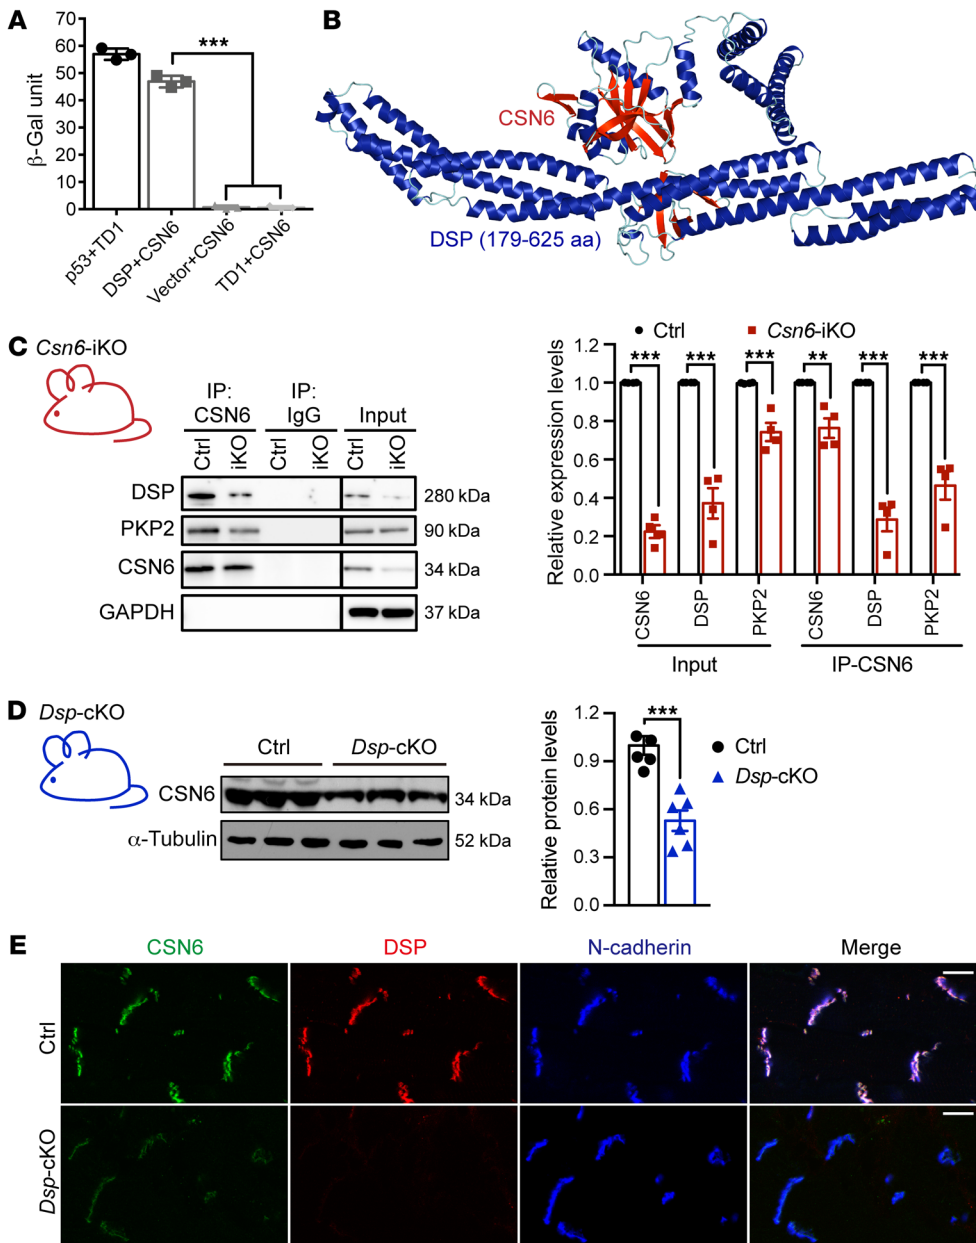 A
β-Gal unit
70
60
50
40
30
20
10
0
***
p53+TD1
DSP+CSN6
Vector+CSN6
TD1+CSN6
B
CSN6
DSP (179-625 aa)
C
Csn6-iKO
IP: CSN6
IP: IgG
Input
Ctrl
iKO
Ctrl
iKO
Ctrl
iKO
DSP
280 kDa
PKP2
90 kDa
CSN6
34 kDa
GAPDH
37 kDa
Ctrl
Csn6-iKO
Relative expression levels
1.2
1.0
0.8
0.6
0.4
0.2
0.0
***
***
***
**
***
***
CSN6
DSP
PKP2
CSN6
DSP
PKP2
Input
IP-CSN6
D
Dsp-cKO
Ctrl
Dsp-cKO
CSN6
34 kDa
α-Tubulin
52 kDa
Relative protein levels
1.2
0.9
0.6
0.3
0.0
***
Ctrl
Dsp-cKO
E
CSN6
DSP
N-cadherin
Merge
Ctrl
Dsp-cKO